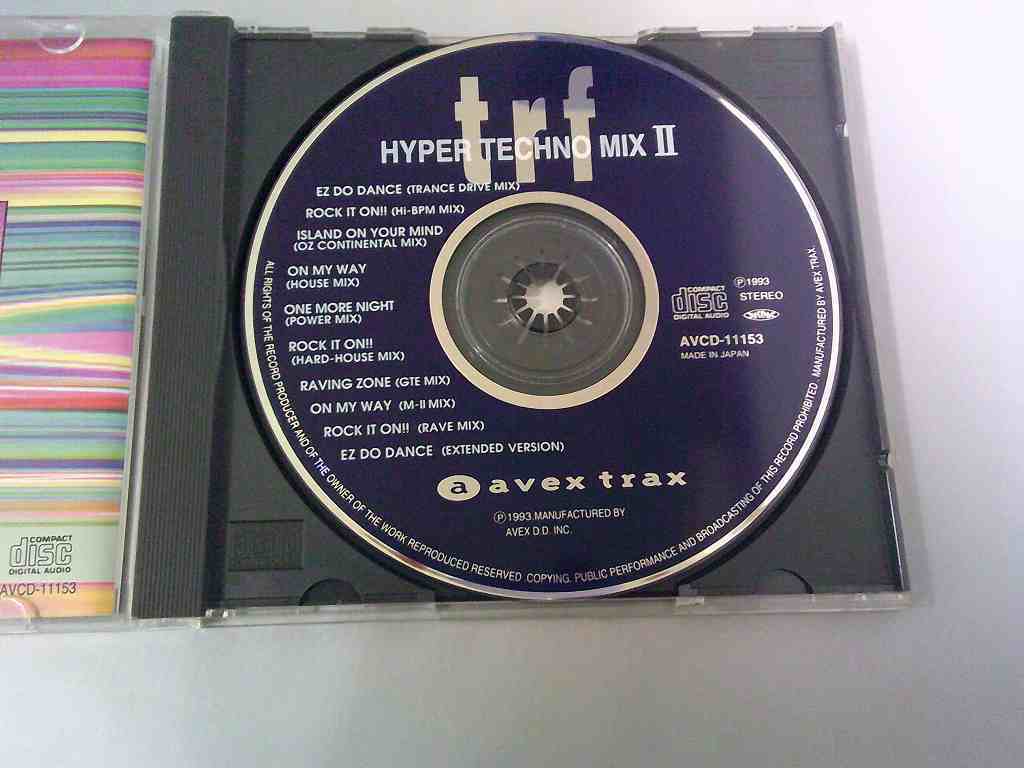 trf
HYPER TECHNO MIX II
EZ DO DANCE (TRANCE DRIVE MIX)
ROCK IT ON!! (Hi-BPM MIX)
ISLAND ON YOUR MIND
(OZ CONTINENTAL MIX)
ON MY WAY
(HOUSE MIX)
ONE MORE NIGHT
(POWER MIX)
ROCK IT ON!!
(HARD-HOUSE MIX)
RAVING ZONE (GTE MIX)
ON MY WAY (M-II MIX)
ROCK IT ON!! (RAVE MIX)
EZ DO DANCE (EXTENDED VERSION)
COMPACT
disc
DIGITAL AUDIO
Ⓟ1993
STEREO
AVCD-11153
MADE IN JAPAN
a avex trax
Ⓟ1993.MANUFACTURED BY
AVEX D.D. INC.
ALL RIGHTS OF THE RECORD PRODUCER AND OF THE OWNER OF THE WORK REPRODUCED RESERVED. COPYING. PUBLIC PERFORMANCE AND BROADCASTING OF THIS RECORD PROHIBITED. MANUFACTURED BY AVEX TRAX.
COMPACT
disc
DIGITAL AUDIO
AVCD-11153